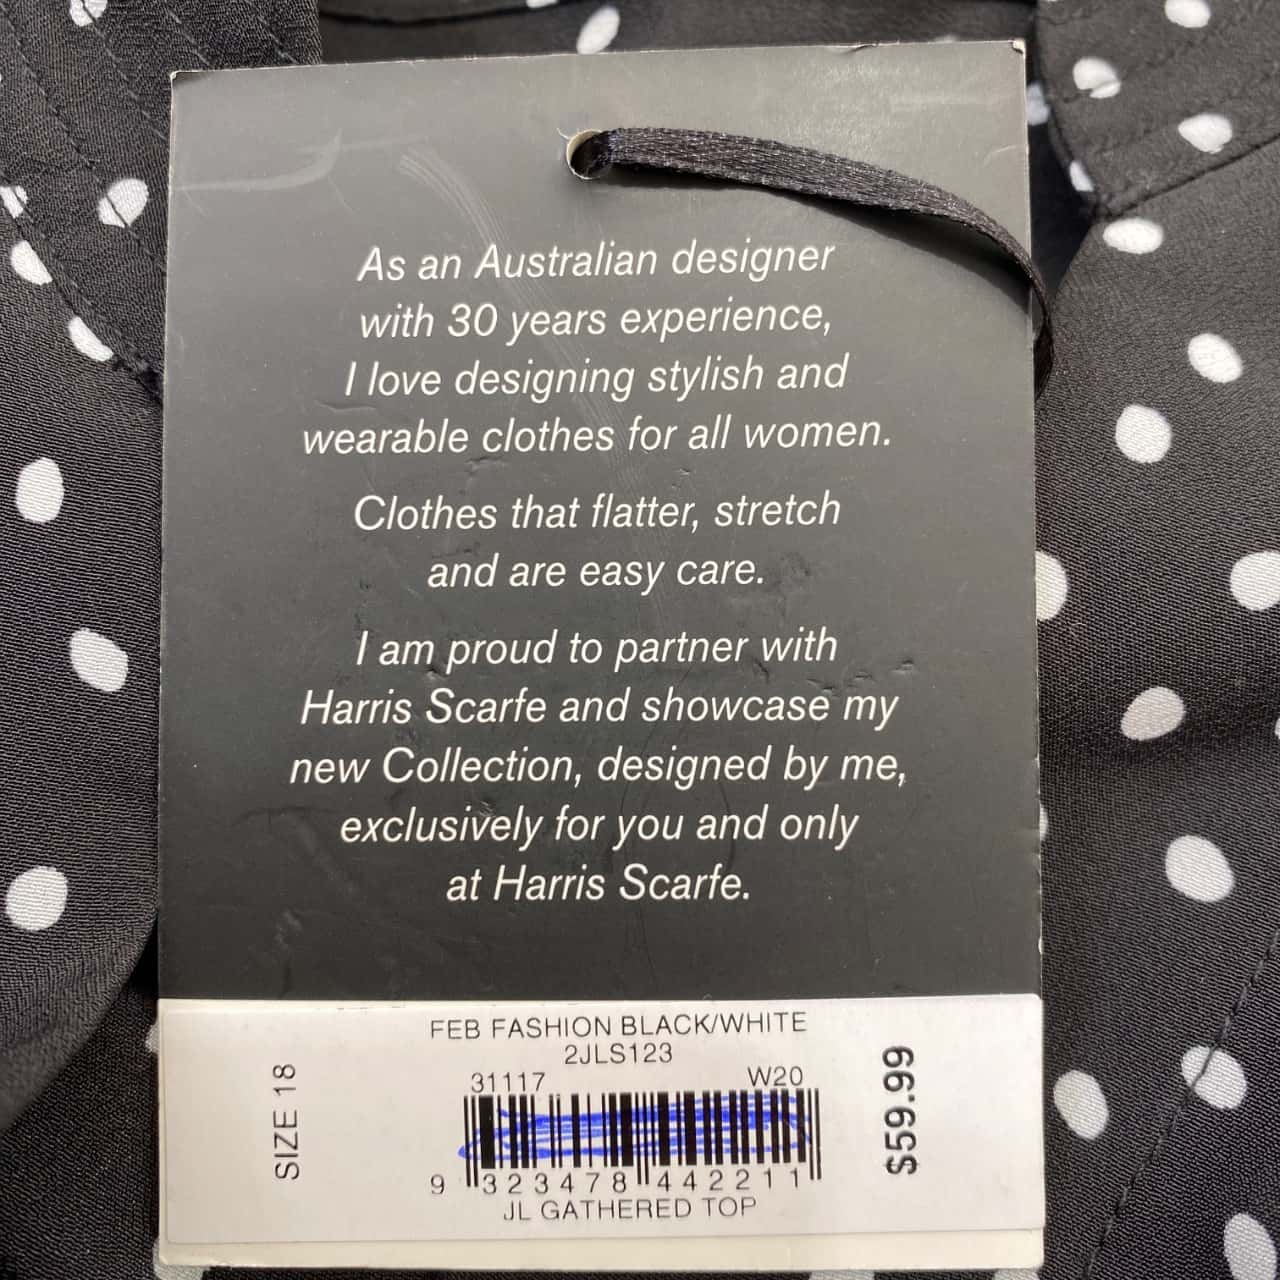 As an Australian designer
with 30 years experience,
I love designing stylish and
wearable clothes for all women.
Clothes that flatter, stretch
and are easy care.
I am proud to partner with
Harris Scarfe and showcase my
new Collection, designed by me,
exclusively for you and only
at Harris Scarfe.
FEB FASHION BLACK/WHITE
2JLS123
31117 W20
SIZE 18
$59.99
9 323478 442211
JL GATHERED TOP